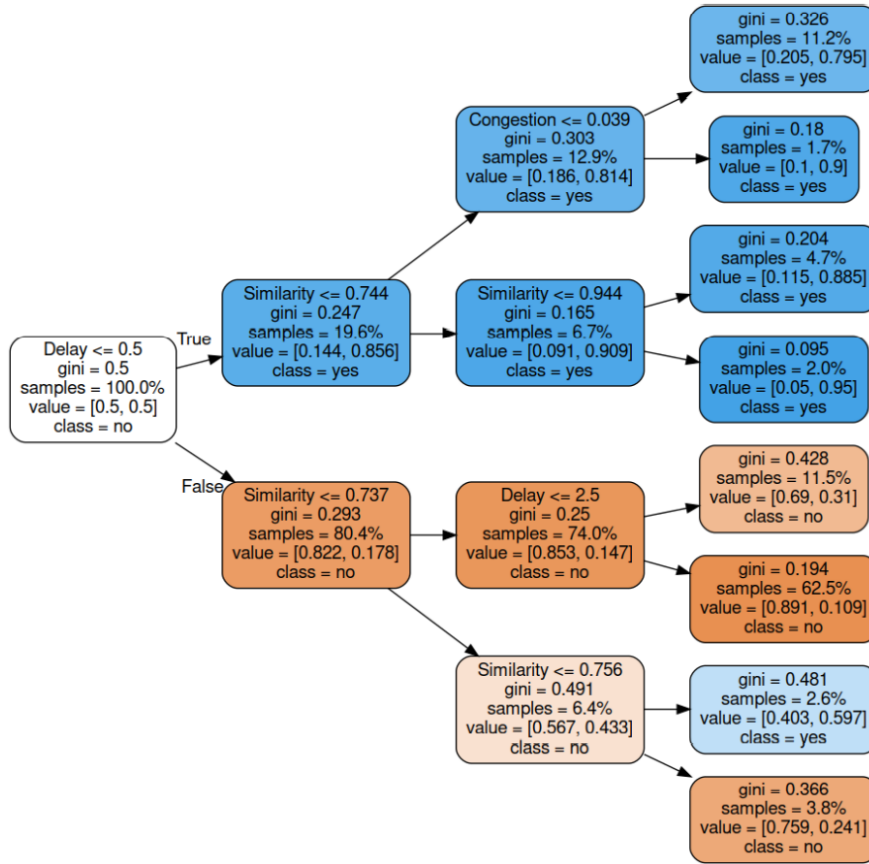 gini = 0.326
samples = 11.2%
value = [0.205, 0.795]
class = yes
Congestion <= 0.039
gini = 0.303
samples = 12.9%
value = [0.186, 0.814]
class = yes
gini = 0.18
samples = 1.7%
value = [0.1, 0.9]
class = yes
gini = 0.204
samples = 4.7%
value = [0.115, 0.885]
class = yes
Similarity <= 0.744
gini = 0.247
samples = 19.6%
value = [0.144, 0.856]
class = yes
Similarity <= 0.944
gini = 0.165
samples = 6.7%
value = [0.091, 0.909]
class = yes
True
Delay <= 0.5
gini = 0.5
samples = 100.0%
value = [0.5, 0.5]
class = no
gini = 0.095
samples = 2.0%
value = [0.05, 0.95]
class = yes
False
Similarity <= 0.737
gini = 0.293
samples = 80.4%
value = [0.822, 0.178]
class = no
Delay <= 2.5
gini = 0.25
samples = 74.0%
value = [0.853, 0.147]
class = no
gini = 0.428
samples = 11.5%
value = [0.69, 0.31]
class = no
gini = 0.194
samples = 62.5%
value = [0.891, 0.109]
class = no
Similarity <= 0.756
gini = 0.491
samples = 6.4%
value = [0.567, 0.433]
class = no
gini = 0.481
samples = 2.6%
value = [0.403, 0.597]
class = yes
gini = 0.366
samples = 3.8%
value = [0.759, 0.241]
class = no